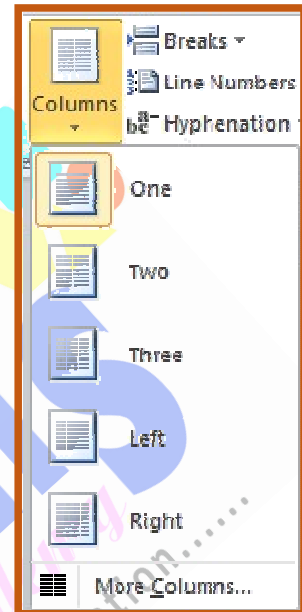 Breaks
Line Numbers
Columns
Hyphenation
One
Two
Three
Left
Right
More Columns...